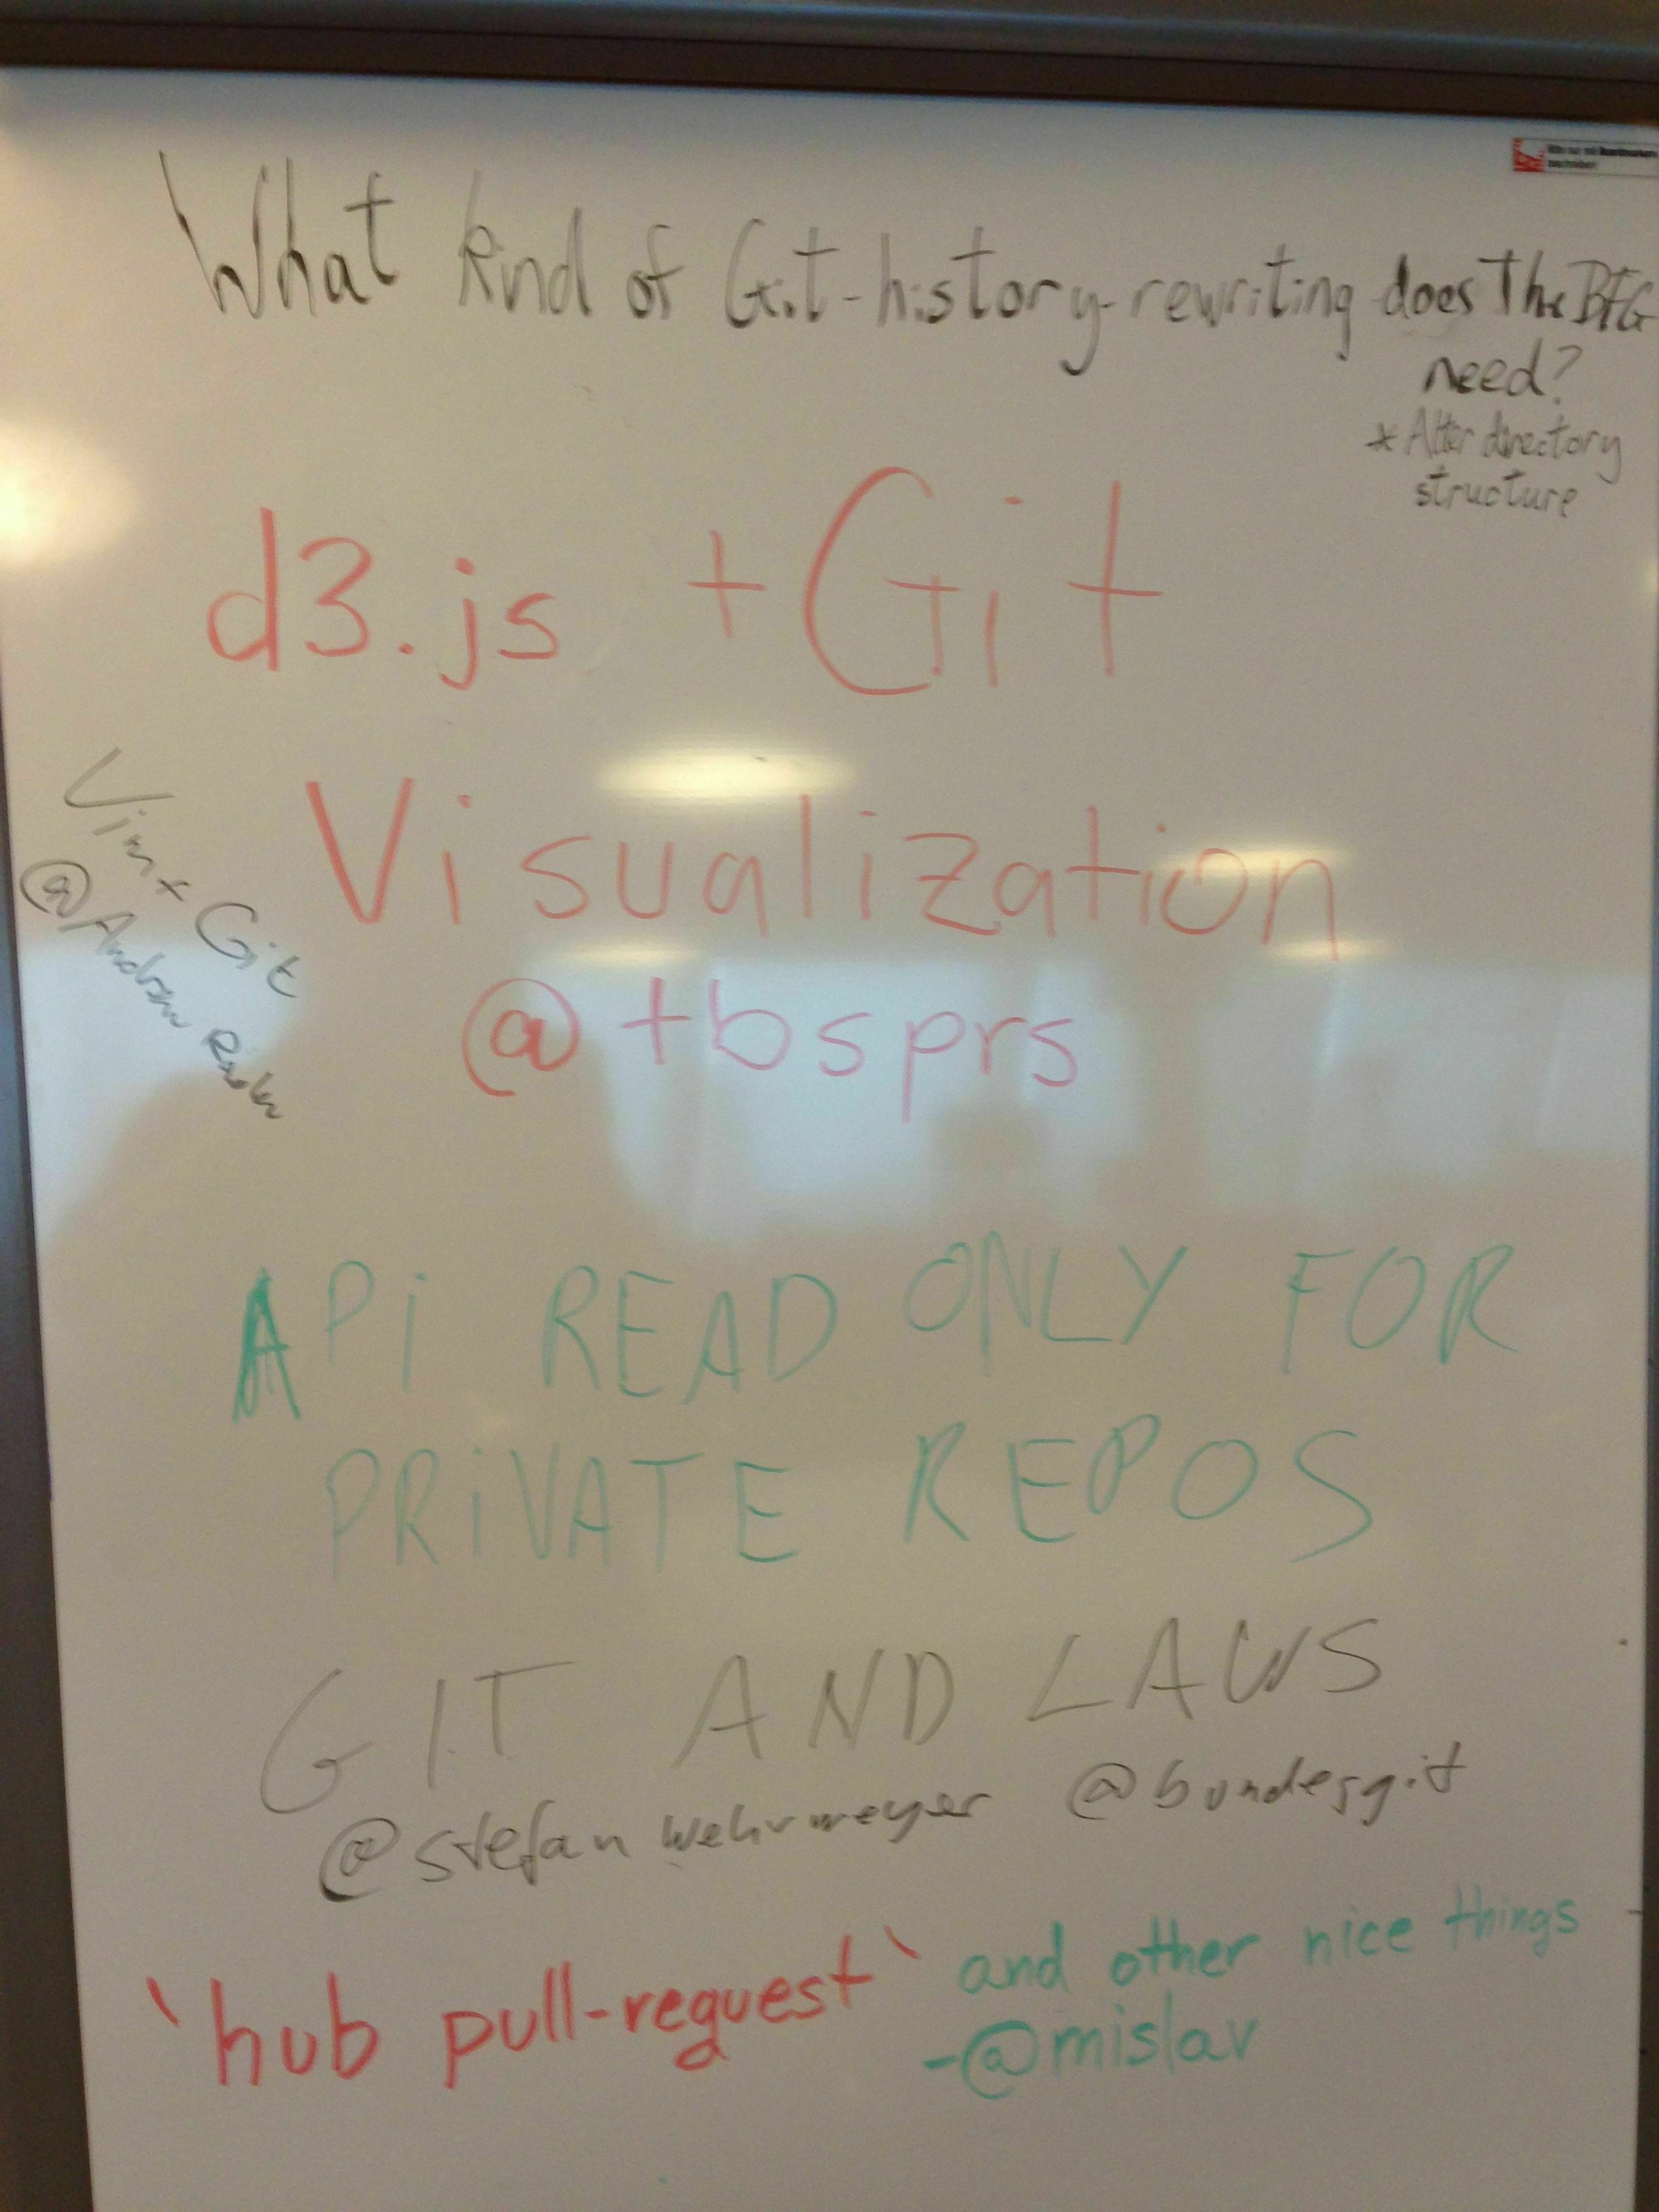 What kind of Git-history-rewriting does The BFG
need?
* Alter directory
structure
d3.js + Git
Visualization
@tbsprs
Vim + Git
@Andrew
APi READ ONLY FOR
PRiVATE REPOS
GIT AND LAWS
@stefanwehrmeyer @bundesgit
`hub pull-request` and other nice things
-@mislav